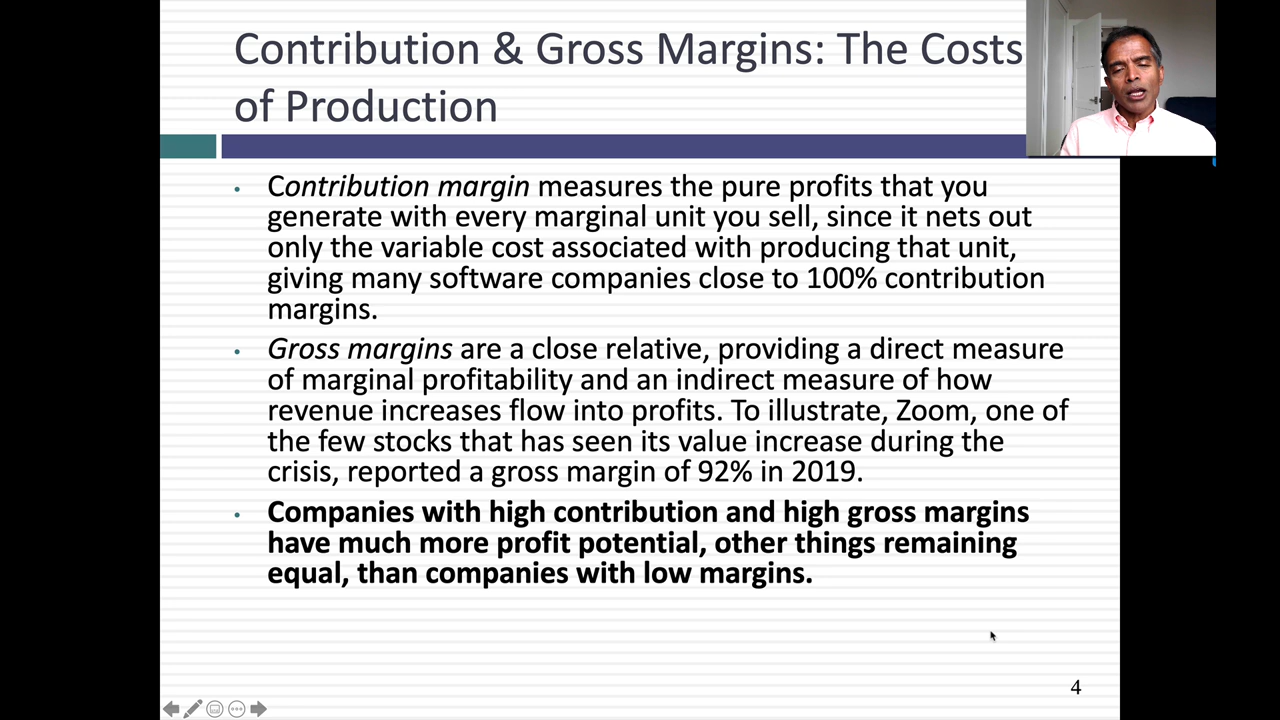 Contribution & Gross Margins: The Costs
of Production
• Contribution margin measures the pure profits that you
generate with every marginal unit you sell, since it nets out
only the variable cost associated with producing that unit,
giving many software companies close to 100% contribution
margins.
• Gross margins are a close relative, providing a direct measure
of marginal profitability and an indirect measure of how
revenue increases flow into profits. To illustrate, Zoom, one of
the few stocks that has seen its value increase during the
crisis, reported a gross margin of 92% in 2019.
• Companies with high contribution and high gross margins
have much more profit potential, other things remaining
equal, than companies with low margins.
4